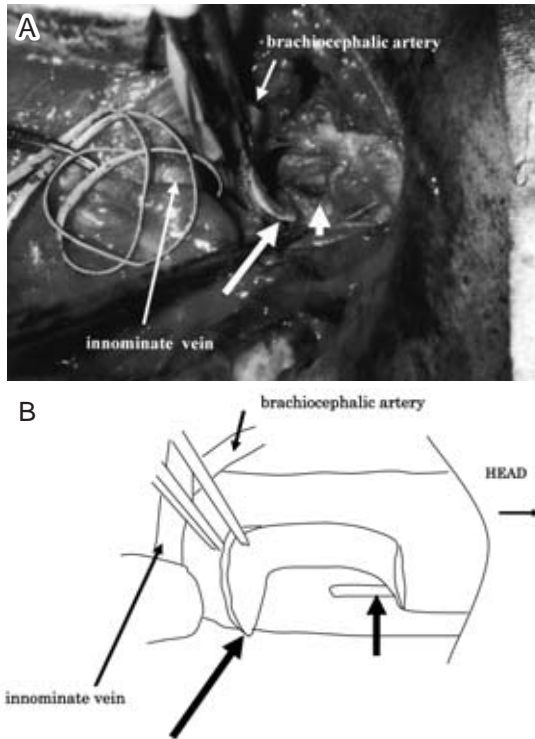 A
brachiocephalic artery
innominate vein
B
brachiocephalic artery
HEAD
innominate vein